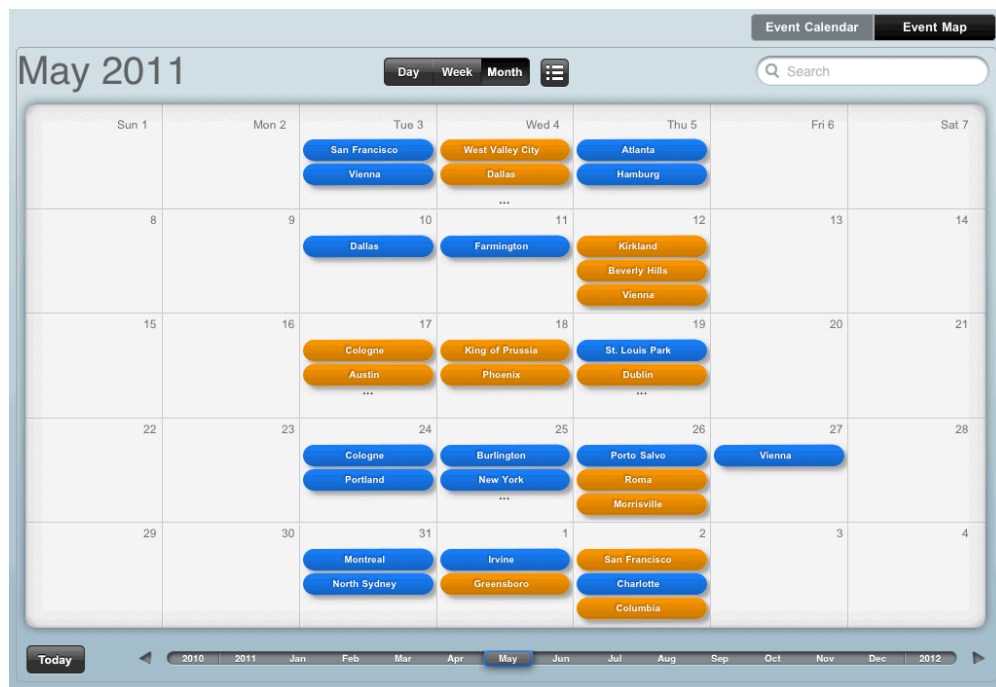 Event Calendar Event Map
May 2011 Day Week Month Search
Sun 1 Mon 2 Tue 3 Wed 4 Thu 5 Fri 6 Sat 7
San Francisco West Valley City Atlanta
Vienna Dallas Hamburg
...
8 9 10 11 12 13 14
Dallas Farmington Kirkland
Beverly Hills
Vienna
15 16 17 18 19 20 21
Cologne King of Prussia St. Louis Park
Austin Phoenix Dublin
... ...
22 23 24 25 26 27 28
Cologne Burlington Porto Salvo Vienna
Portland New York Roma
... Morrisville
29 30 31 1 2 3 4
Montreal Irvine San Francisco
North Sydney Greensboro Charlotte
Columbia
Today 2010 2011 Jan Feb Mar Apr May Jun Jul Aug Sep Oct Nov Dec 2012